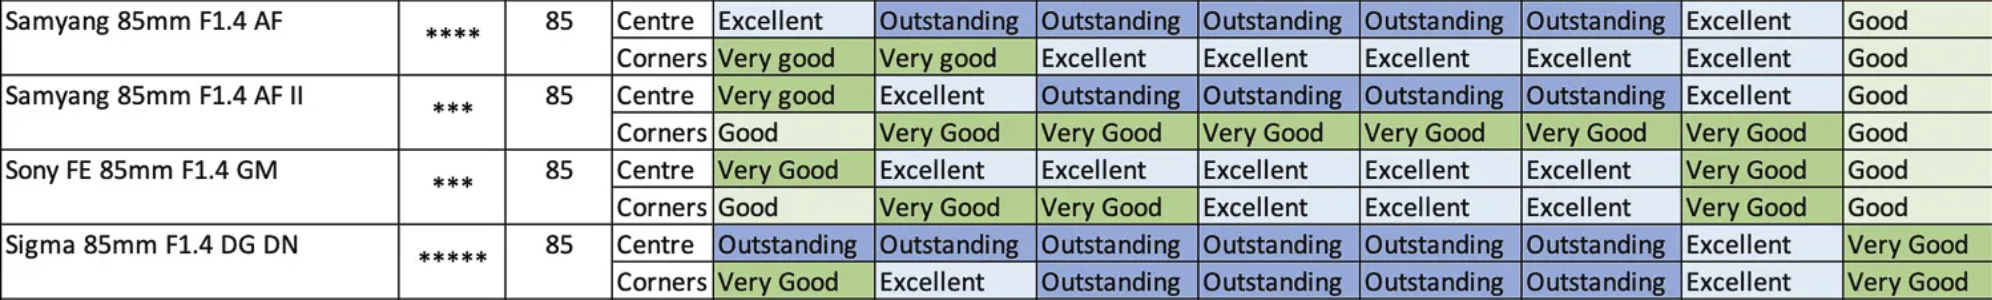 Samyang 85mm F1.4 AF **** 85 Centre Excellent Outstanding Outstanding Outstanding Outstanding Outstanding Excellent Good
Corners Very good Very good Excellent Excellent Excellent Excellent Excellent Good
Samyang 85mm F1.4 AF II *** 85 Centre Very good Excellent Outstanding Outstanding Outstanding Outstanding Excellent Good
Corners Good Very Good Very Good Very Good Very Good Very Good Very Good Good
Sony FE 85mm F1.4 GM *** 85 Centre Very Good Excellent Excellent Excellent Excellent Excellent Very Good Good
Corners Good Very Good Very Good Excellent Excellent Excellent Very Good Good
Sigma 85mm F1.4 DG DN ***** 85 Centre Outstanding Outstanding Outstanding Outstanding Outstanding Outstanding Excellent Very Good
Corners Very Good Excellent Outstanding Outstanding Outstanding Outstanding Excellent Very Good